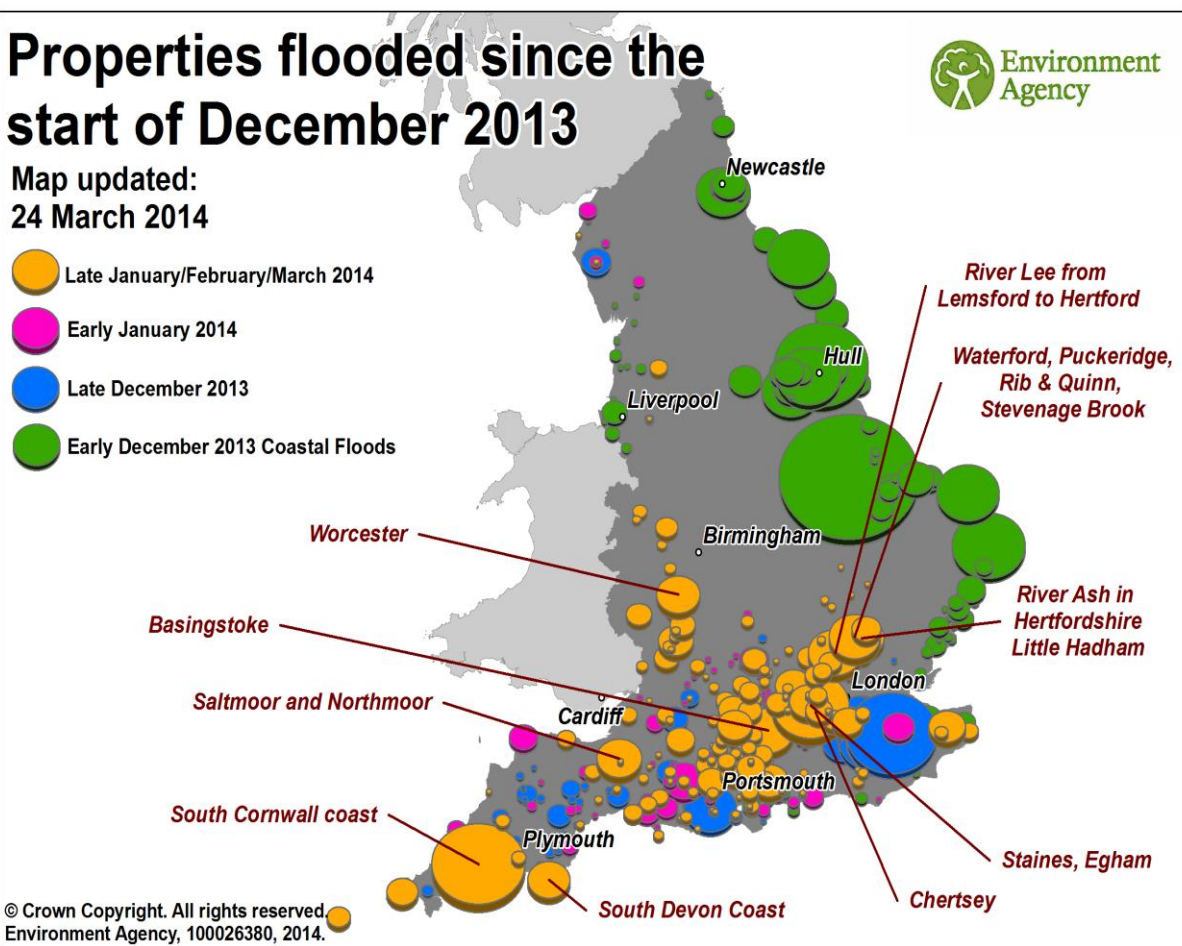 Properties flooded since the
start of December 2013
Map updated:
24 March 2014
Late January/February/March 2014
Early January 2014
Late December 2013
Early December 2013 Coastal Floods
Environment
Agency
Newcastle
River Lee from
Lemsford to Hertford
Hull
Waterford, Puckeridge,
Rib & Quinn,
Stevenage Brook
Liverpool
Worcester
Birmingham
Basingstoke
River Ash in
Hertfordshire
Little Hadham
London
Saltmoor and Northmoor
Cardiff
Portsmouth
South Cornwall coast
Plymouth
Staines, Egham
Chertsey
South Devon Coast
© Crown Copyright. All rights reserved.
Environment Agency, 100026380, 2014.